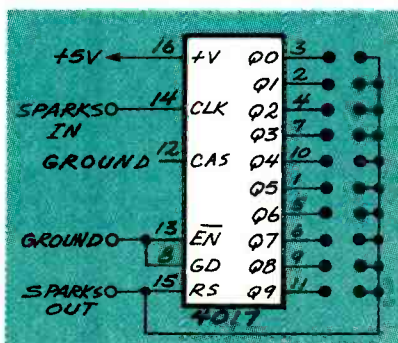 +5V 16 +V Q0 3
Q1 2
SPARKS IN 14 CLK Q2 4
Q3 7
GROUND 12 CAS Q4 10
Q5 1
Q6 5
GROUND 13 EN Q7 6
8 GD Q8 9
SPARKS OUT 15 RS Q9 11
4017